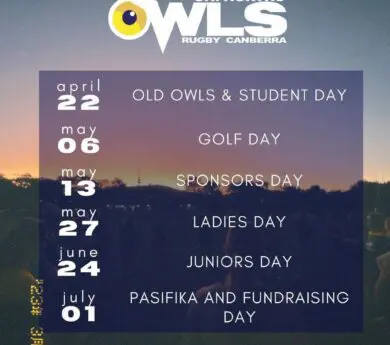 OWLS
RUGBY CANBERRA
april
22 OLD OWLS & STUDENT DAY
may
06 GOLF DAY
may
13 SPONSORS DAY
may
27 LADIES DAY
june
24 JUNIORS DAY
july
01 PASIFIKA AND FUNDRAISING
DAY